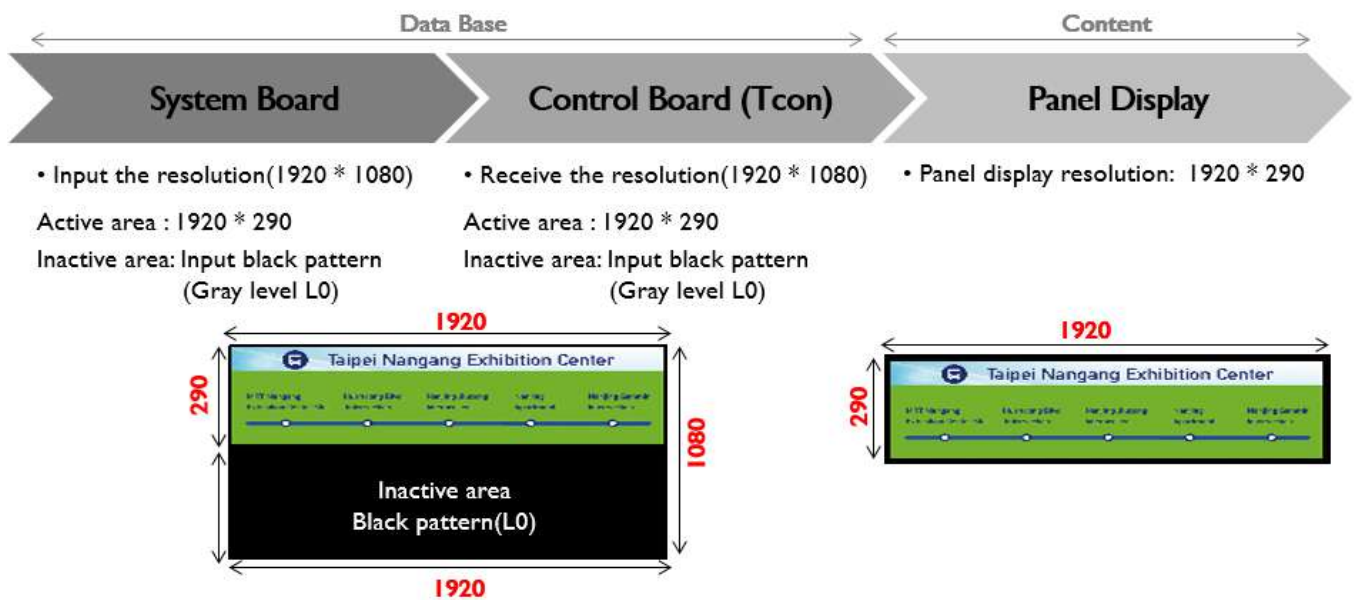 Data Base
Content
System Board
Control Board (Tcon)
Panel Display
• Input the resolution(1920 * 1080)
Active area : 1920 * 290
Inactive area: Input black pattern
(Gray level L0)
• Receive the resolution(1920 * 1080)
Active area : 1920 * 290
Inactive area: Input black pattern
(Gray level L0)
• Panel display resolution: 1920 * 290
1920
290
Taipei Nangang Exhibition Center
1080
Inactive area
Black pattern(L0)
1920
1920
290
Taipei Nangang Exhibition Center